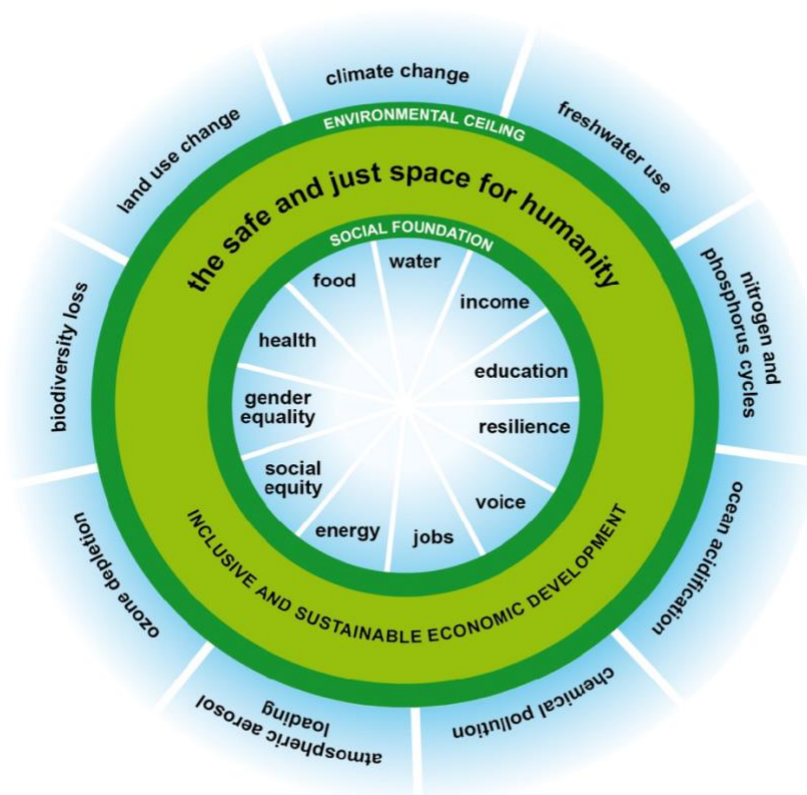 climate change
freshwater use
nitrogen and
phosphorus cycles
ocean acidification
chemical pollution
atmospheric aerosol
loading
ozone depletion
biodiversity loss
land use change
ENVIRONMENTAL CEILING
the safe and just space for humanity
SOCIAL FOUNDATION
water
income
education
resilience
voice
jobs
energy
social
equity
gender
equality
health
food
INCLUSIVE AND SUSTAINABLE ECONOMIC DEVELOPMENT